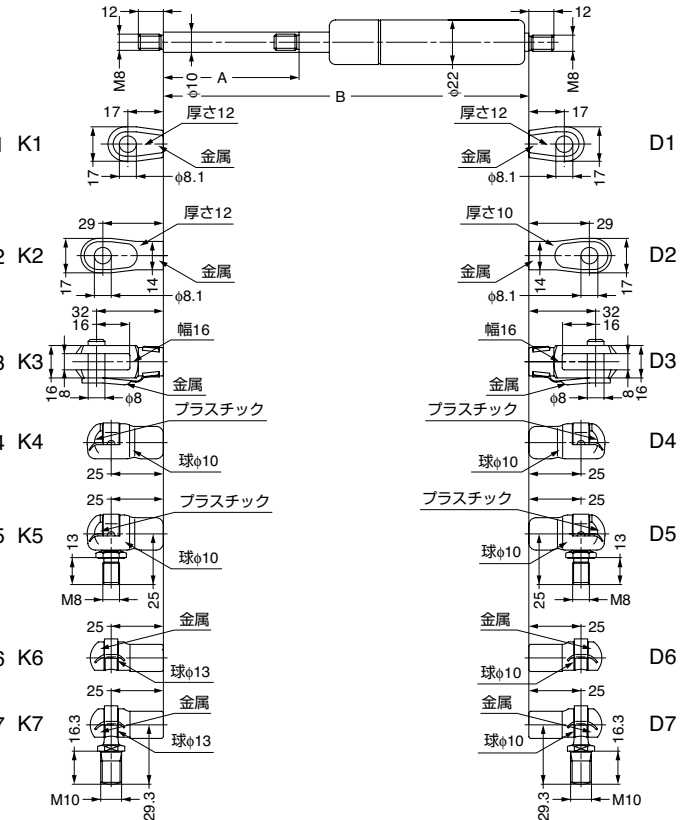 12
12
M8
φ10
A
B
φ22
M8
17
厚さ12
厚さ12
17
K1
金属
金属
D1
17
φ8.1
φ8.1
17
29
厚さ12
厚さ10
29
2 K2
金属
金属
D2
17
φ8.1
14
14
φ8.1
17
32
32
16
幅16
幅16
16
3 K3
金属
金属
D3
16
8
φ8
φ8
8
16
プラスチック
プラスチック
4 K4
D4
球φ10
球φ10
25
25
25
プラスチック
プラスチック
25
5 K5
13
球φ10
球φ10
13
D5
M8
25
25
M8
25
金属
金属
25
6 K6
球φ13
球φ10
D6
25
金属
金属
25
7 K7
16.3
球φ13
球φ10
16.3
D7
M10
29.3
29.3
M10